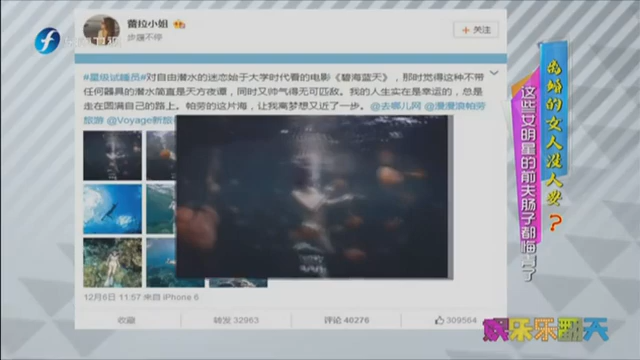 蕾拉小姐
步履不停
+ 关注
#星级试睡员#对自由潜水的迷恋始于大学时代看的电影《碧海蓝天》，那时觉得这种不带
任何器具的潜水简直是天方夜谭，同时又帅气得无可匹敌。我的人生实在是幸运的，总是
走在圆满自己的路上。帕劳的这片海，让我离梦想又近了一步。@去哪儿网 @漫漫浪帕劳
旅游 @Voyage新旅
12月6日 11:57 来自 iPhone 6
收藏
转发 32963
评论 40276
309564
离婚的女人没人要？
这些女明星的前夫肠子都悔青了
娱乐乐翻天